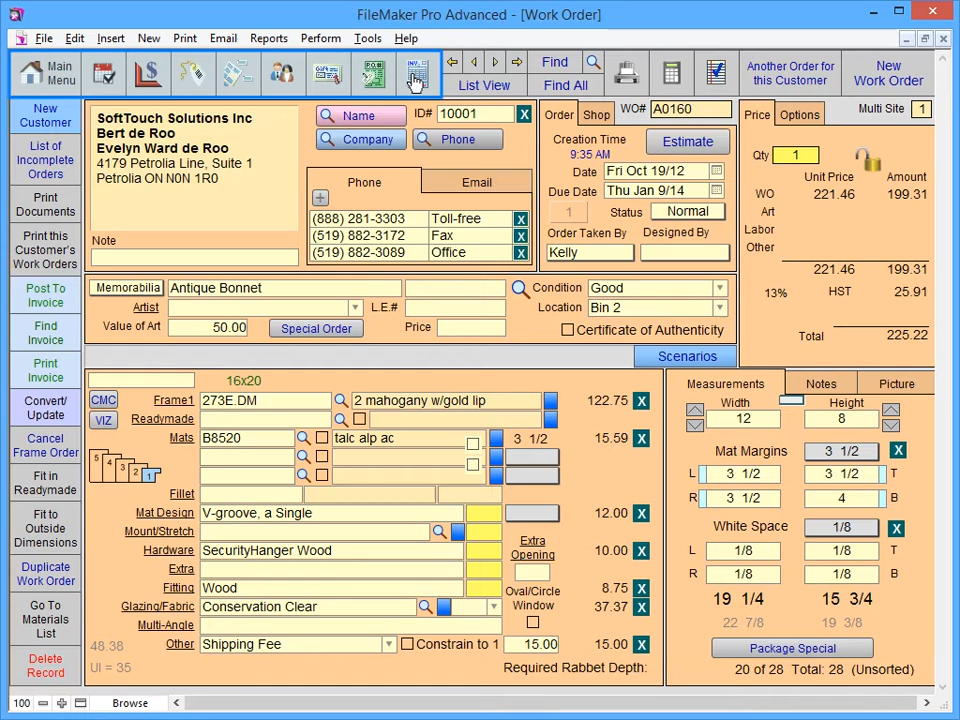 FileMaker Pro Advanced - [Work Order]
File Edit Insert New Print Email Reports Perform Tools Help
Main Menu
P.O.#
INV.#
Find
List View
Find All
Another Order for this Customer
New Work Order
New Customer
List of Incomplete Orders
Print Documents
Print this Customer's Work Orders
Post To Invoice
Find Invoice
Print Invoice
Convert/ Update
Cancel Frame Order
Fit in Readymade
Fit to Outside Dimensions
Duplicate Work Order
Go To Materials List
Delete Record
SoftTouch Solutions Inc
Bert de Roo
Evelyn Ward de Roo
4179 Petrolia Line, Suite 1
Petrolia ON N0N 1R0
Note
Name
ID# 10001 X
Company
Phone
Phone
Email
(888) 281-3303 Toll-free X
(519) 882-3172 Fax X
(519) 882-3089 Office X
Order Shop WO# A0160
Creation Time
9:35 AM
Estimate
Date Fri Oct 19/12
Due Date Thu Jan 9/14
1 Status Normal
Order Taken By Designed By
Kelly
Price Options Multi Site 1
Qty 1
Unit Price Amount
WO 221.46 199.31
Art
Labor
Other
221.46 199.31
13% HST 25.91
Total 225.22
Memorabilia Antique Bonnet
Artist L.E.#
Value of Art 50.00 Special Order Price
Condition Good
Location Bin 2
Certificate of Authenticity
Scenarios
16x20
CMC Frame1 273E.DM 2 mahogany w/gold lip 122.75 X
VIZ Readymade
Mats B8520 talc alp ac 3 1/2 15.59 X
5 4 3 2 1
Fillet
Mat Design V-groove, a Single 12.00 X
Mount/Stretch
Hardware SecurityHanger Wood 10.00 X
Extra
Extra Opening
Fitting Wood 8.75 X
Glazing/Fabric Conservation Clear 37.37 X
Oval/Circle Window
Multi-Angle
48.38 Other Shipping Fee Constrain to 1 15.00 15.00 X
UI = 35 Required Rabbet Depth:
Measurements Notes Picture
Width Height
12 8
Mat Margins 3 1/2 X
L 3 1/2 3 1/2 T
R 3 1/2 4 B
White Space 1/8 X
L 1/8 1/8 T
R 1/8 1/8 B
19 1/4 15 3/4
22 7/8 19 3/8
Package Special
20 of 28 Total: 28 (Unsorted)
100 Browse